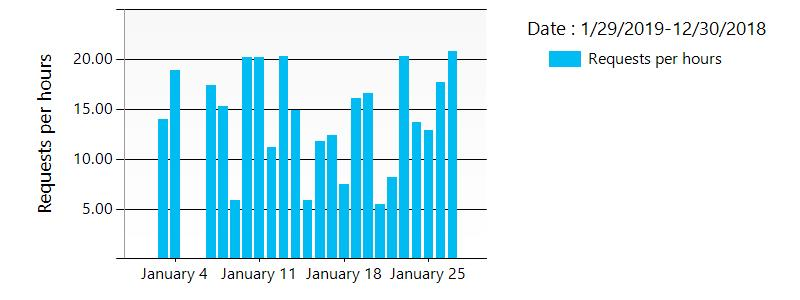 Date : 1/29/2019-12/30/2018
Requests per hours
Requests per hours
20.00
15.00
10.00
5.00
January 4 January 11 January 18 January 25